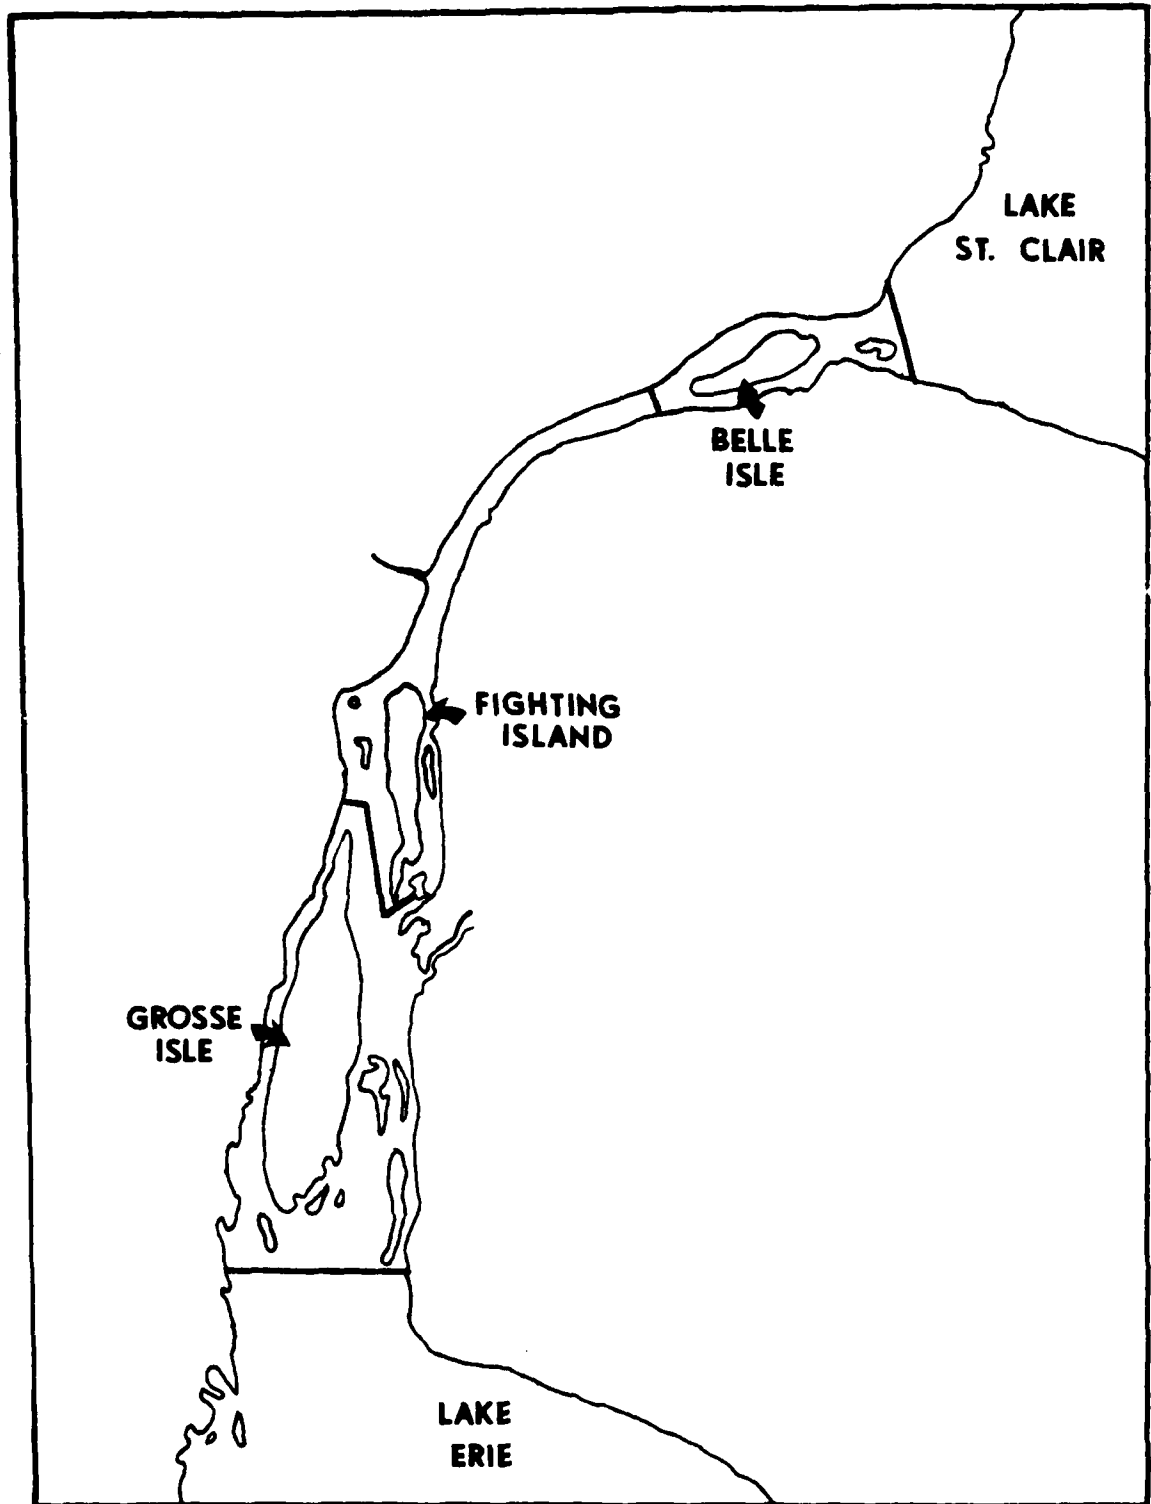 LAKE
ST. CLAIR
BELLE
ISLE
FIGHTING
ISLAND
GROSSE
ISLE
LAKE
ERIE